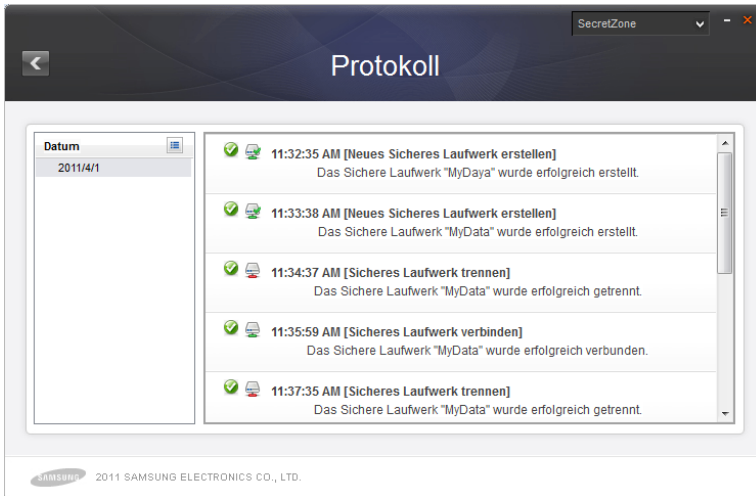 SecretZone
Protokoll
Datum
2011/4/1
11:32:35 AM [Neues Sicheres Laufwerk erstellen]
Das Sichere Laufwerk "MyDaya" wurde erfolgreich erstellt.
11:33:38 AM [Neues Sicheres Laufwerk erstellen]
Das Sichere Laufwerk "MyData" wurde erfolgreich erstellt.
11:34:37 AM [Sicheres Laufwerk trennen]
Das Sichere Laufwerk "MyData" wurde erfolgreich getrennt.
11:35:59 AM [Sicheres Laufwerk verbinden]
Das Sichere Laufwerk "MyData" wurde erfolgreich verbunden.
11:37:35 AM [Sicheres Laufwerk trennen]
Das Sichere Laufwerk "MyData" wurde erfolgreich getrennt.
SAMSUNG 2011 SAMSUNG ELECTRONICS CO., LTD.